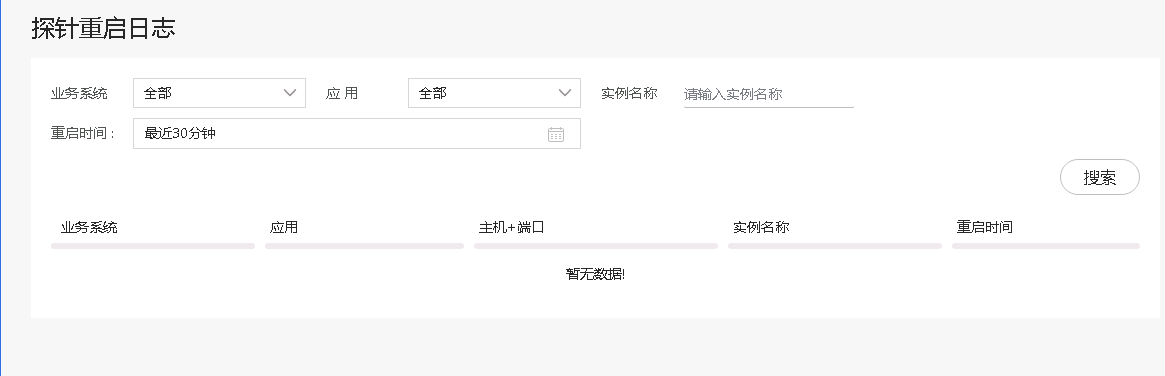 探针重启日志
业务系统 全部 应 用 全部 实例名称 请输入实例名称
重启时间： 最近30分钟
搜索
业务系统 应用 主机+端口 实例名称 重启时间
暂无数据!